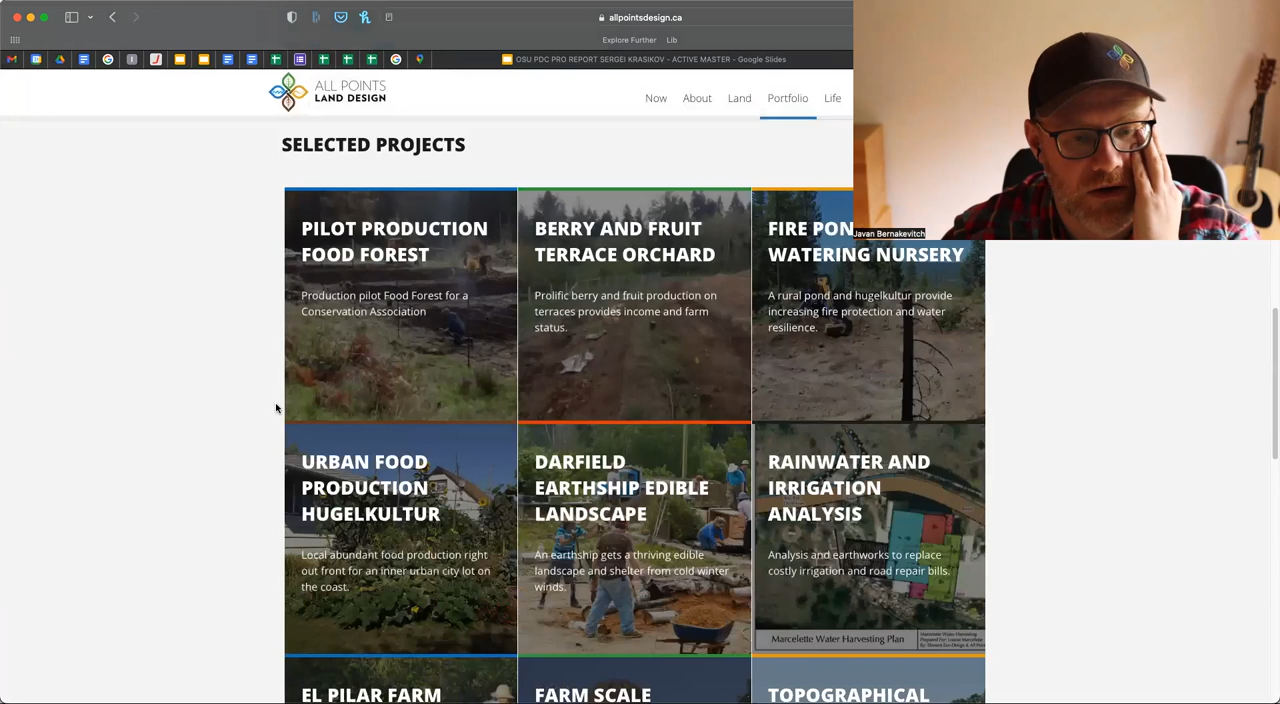 allpointsdesign.ca
Explore Further Lib
OSU PDC PRO REPORT SERGEI KRASIKOV - ACTIVE MASTER - Google Slides
ALL POINTS
LAND DESIGN
Now About Land Portfolio Life
Javan Bernakevitch
SELECTED PROJECTS
PILOT PRODUCTION
FOOD FOREST
Production pilot Food Forest for a
Conservation Association
BERRY AND FRUIT
TERRACE ORCHARD
Prolific berry and fruit production on
terraces provides income and farm
status.
FIRE PON
WATERING NURSERY
A rural pond and hugelkultur provide
increasing fire protection and water
resilience.
URBAN FOOD
PRODUCTION
HUGELKULTUR
Local abundant food production right
out front for an inner urban city lot on
the coast.
DARFIELD
EARTHSHIP EDIBLE
LANDSCAPE
An earthship gets a thriving edible
landscape and shelter from cold winter
winds.
RAINWATER AND
IRRIGATION
ANALYSIS
Analysis and earthworks to replace
costly irrigation and road repair bills.
Marcelette Water Harvesting Plan
EL PILAR FARM
FARM SCALE
TOPOGRAPHICAL